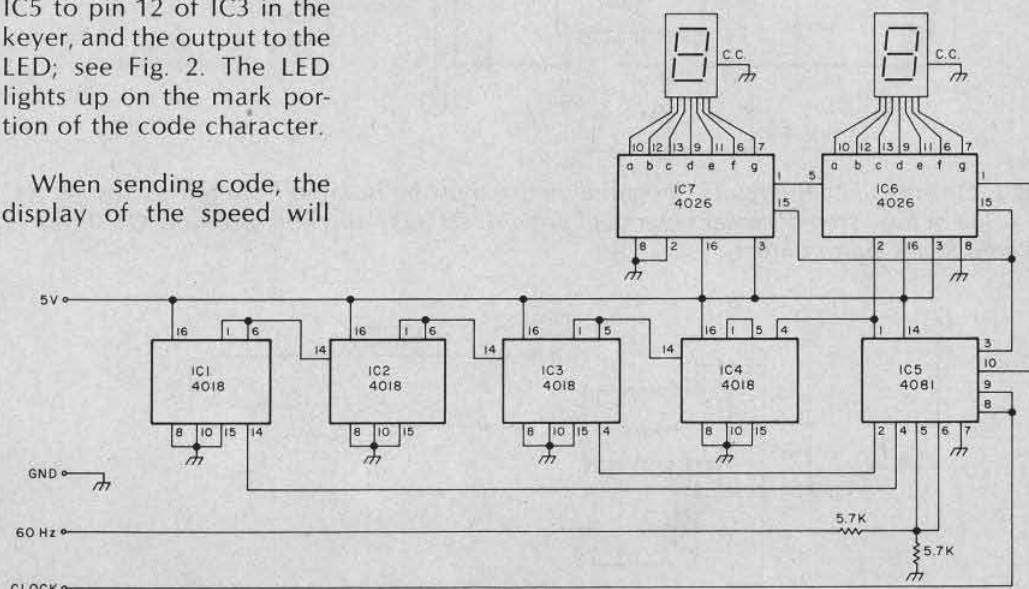 IC5 to pin 12 of IC3 in the
keyer, and the output to the
LED; see Fig. 2. The LED
lights up on the mark por-
tion of the code character.
When sending code, the
display of the speed will
C.C. C.C.
10 12 13 9 11 6 7 10 12 13 9 11 6 7
a b c d e f g a b c d e f g
IC7 1 5 IC6 1
4026 15 4026 15
8 2 16 3 2 16 3 8
5V
16 1 6 16 1 6 16 1 5 16 1 5 4 1 14
14 14 14 3
IC1 IC2 IC3 IC4 IC5 10
4018 4018 4018 4018 4081 9
8
8 10 15 14 8 10 15 8 10 15 4 8 10 15 2 4 5 6 7
GND
60 Hz 5.7K
5.7K
CLOCK